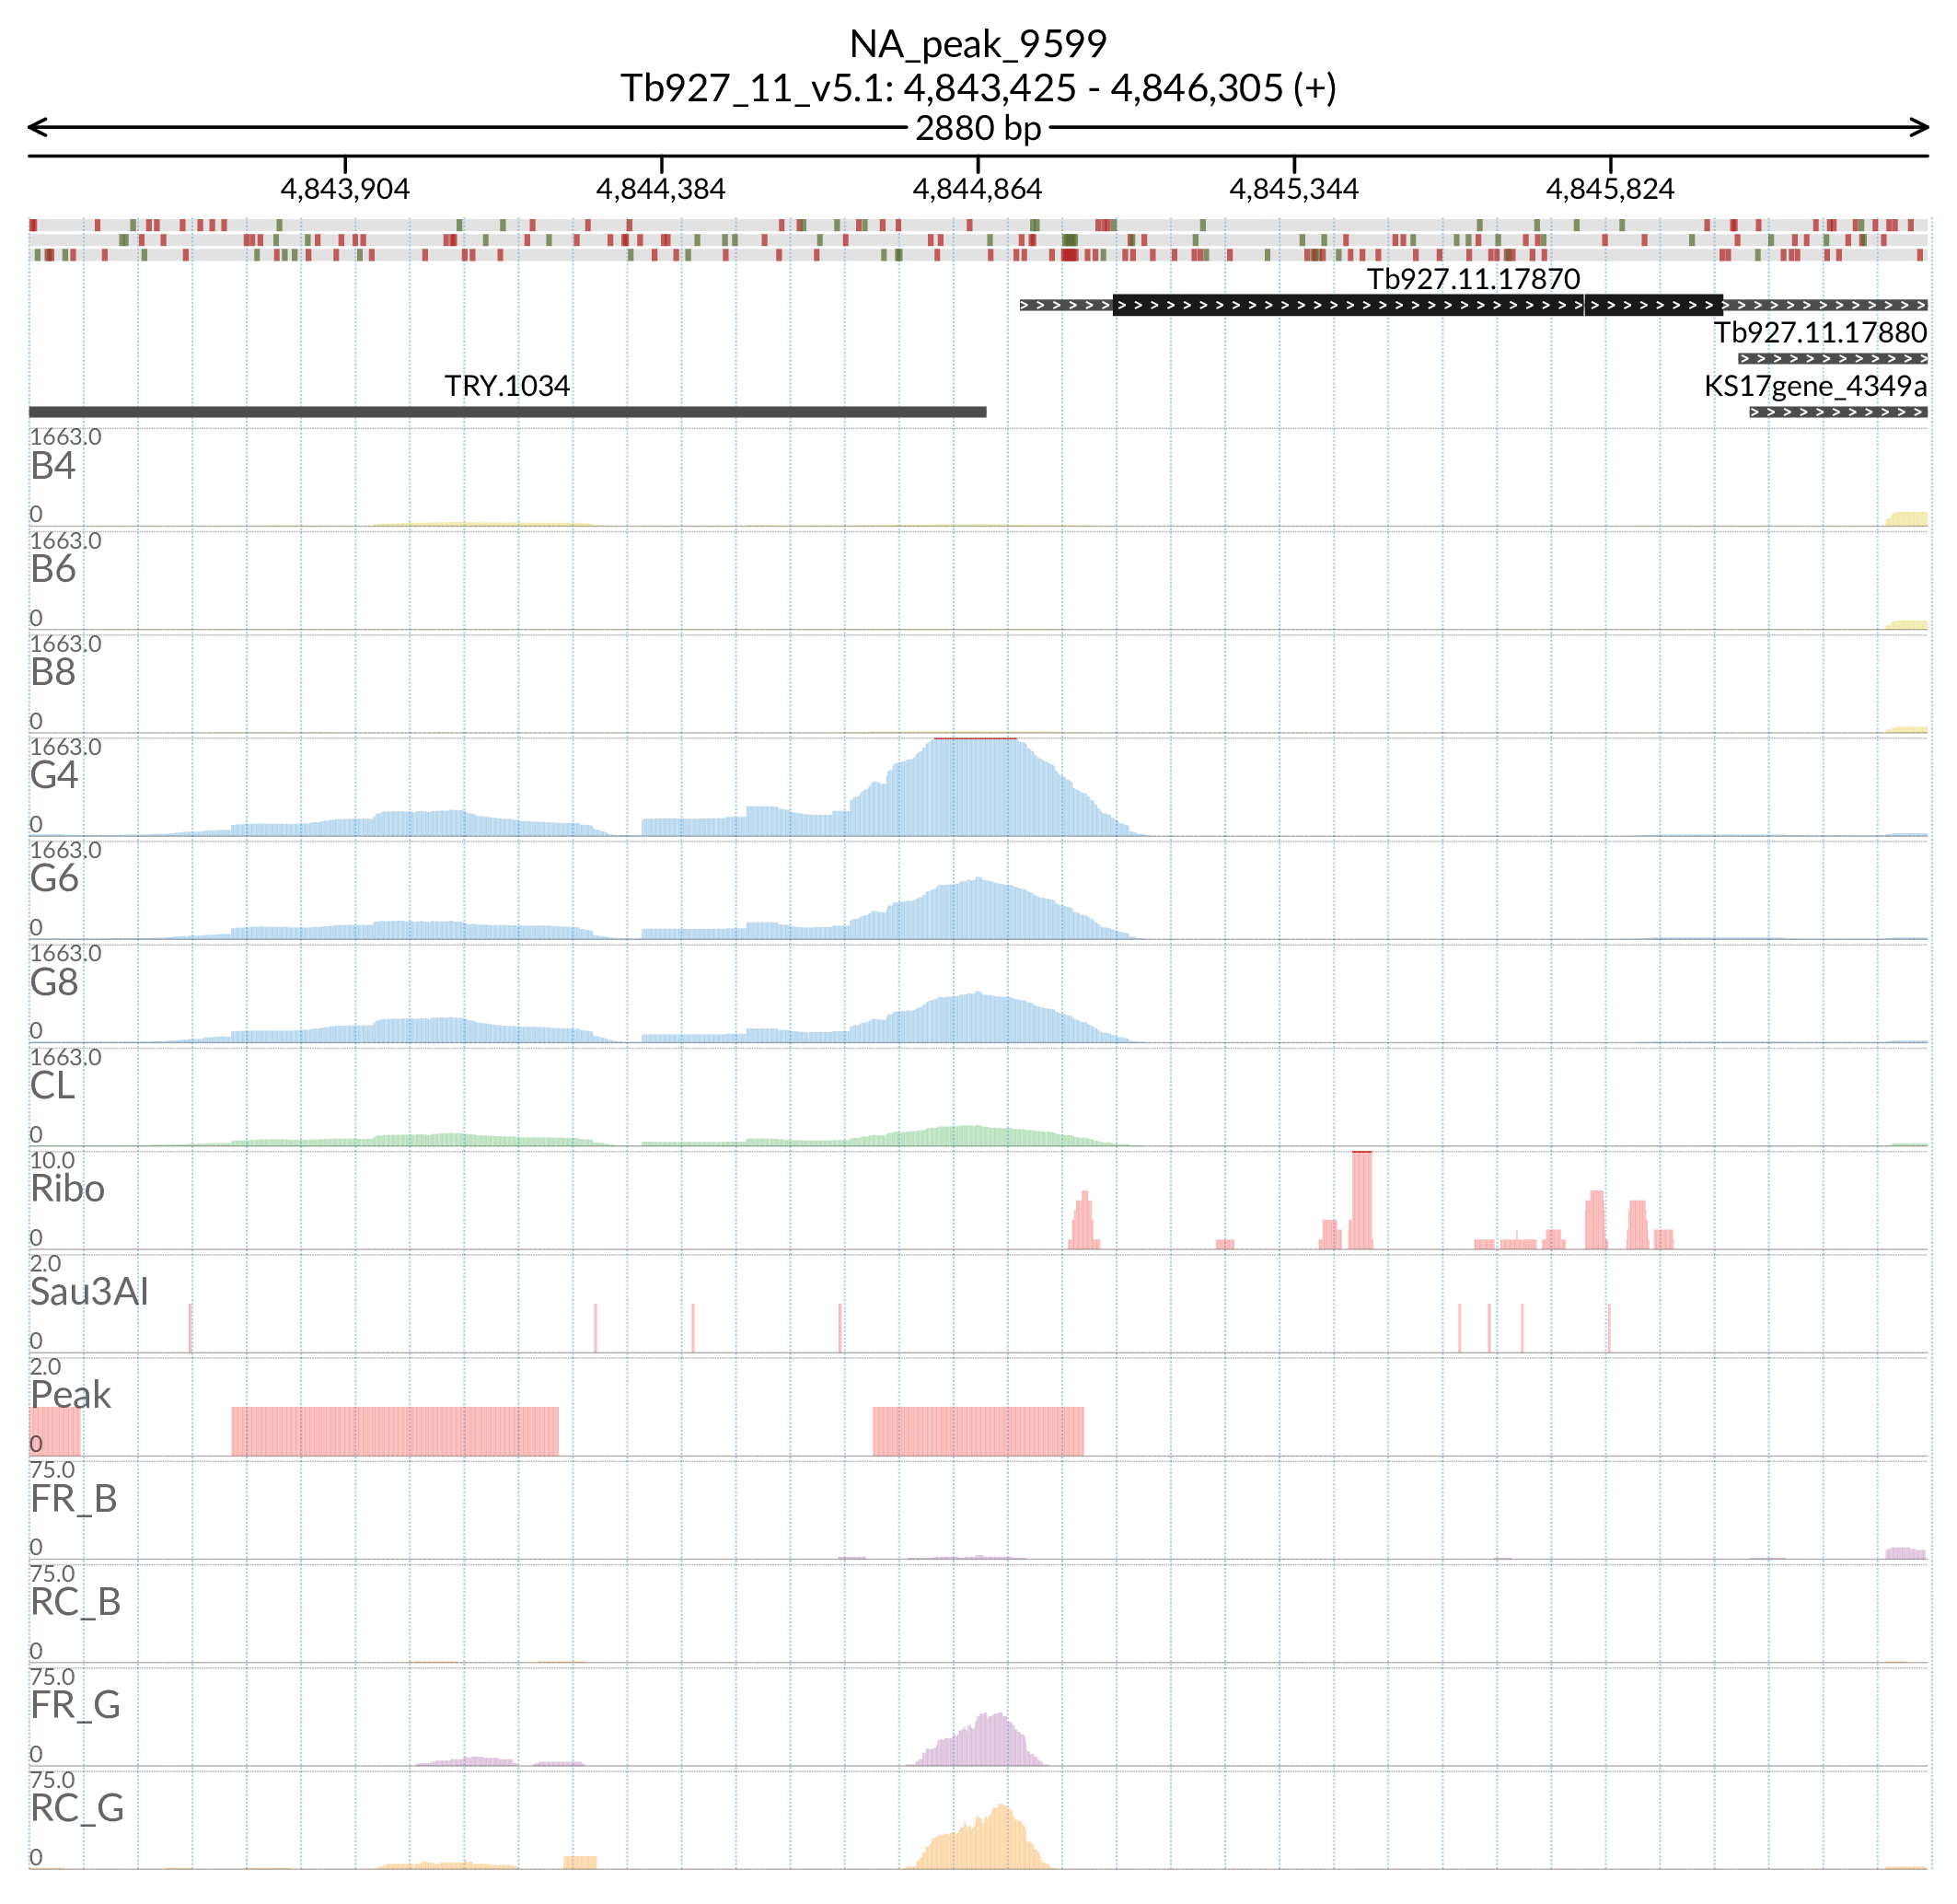 NA_peak_9599
Tb927_11_v5.1: 4,843,425 - 4,846,305 (+)
2880 bp
4,843,904 4,844,384 4,844,864 4,845,344 4,845,824
Tb927.11.17870
Tb927.11.17880
TRY.1034 KS17gene_4349a
1663.0
B4
0
1663.0
B6
0
1663.0
B8
0
1663.0
G4
0
1663.0
G6
0
1663.0
G8
0
1663.0
CL
0
10.0
Ribo
0
2.0
Sau3AI
0
2.0
Peak
0
75.0
FR_B
0
75.0
RC_B
0
75.0
FR_G
0
75.0
RC_G
0